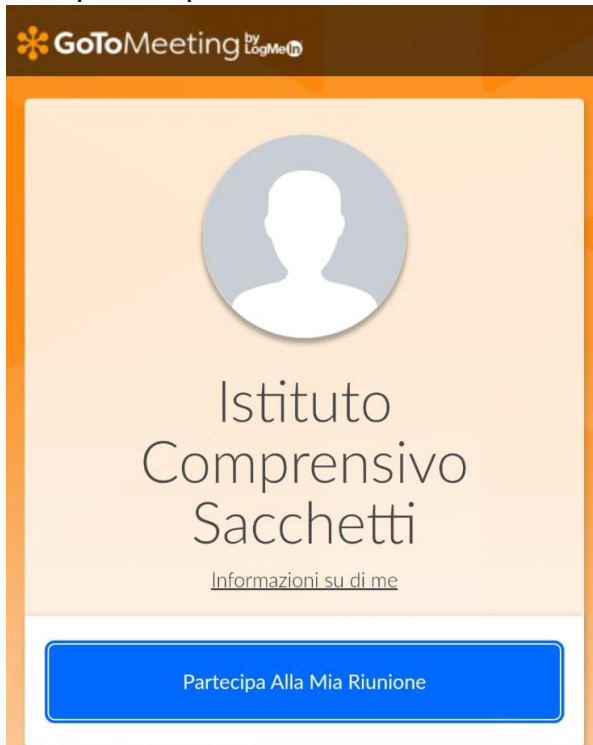 GoToMeeting by LogMeIn
Istituto
Comprensivo
Sacchetti
Informazioni su di me
Partecipa Alla Mia Riunione